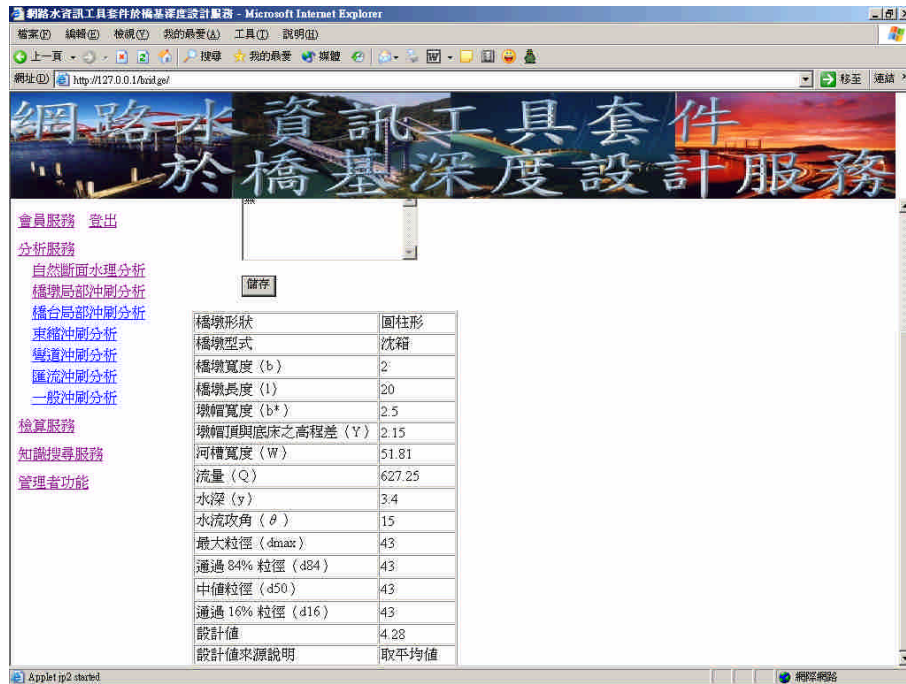 網路水資訊工具套件於橋基深度設計服務 - Microsoft Internet Explorer
檔案(F) 編輯(E) 檢視(V) 我的最愛(A) 工具(T) 說明(H)
上一頁 搜尋 我的最愛 媒體
網址(D) http://127.0.0.1/bridge/ 移至 連結
網路水資訊工具套件
於橋基深度設計服務
會員服務 登出
分析服務
自然斷面水理分析
橋墩局部沖刷分析
橋台局部沖刷分析
束縮沖刷分析
彎道沖刷分析
匯流沖刷分析
一般沖刷分析
檢算服務
知識搜尋服務
管理者功能
儲存
橋墩形狀 圓柱形
橋墩型式 沈箱
橋墩寬度（b） 2
橋墩長度（l） 20
墩帽寬度（b*） 2.5
墩帽頂與底床之高程差（Y） 2.15
河槽寬度（W） 51.81
流量（Q） 627.25
水深（y） 3.4
水流攻角（θ） 15
最大粒徑（dmax） 43
通過 84% 粒徑（d84） 43
中值粒徑（d50） 43
通過 16% 粒徑（d16） 43
設計值 4.28
設計值來源說明 取平均值
Applet jp2 started 網際網路